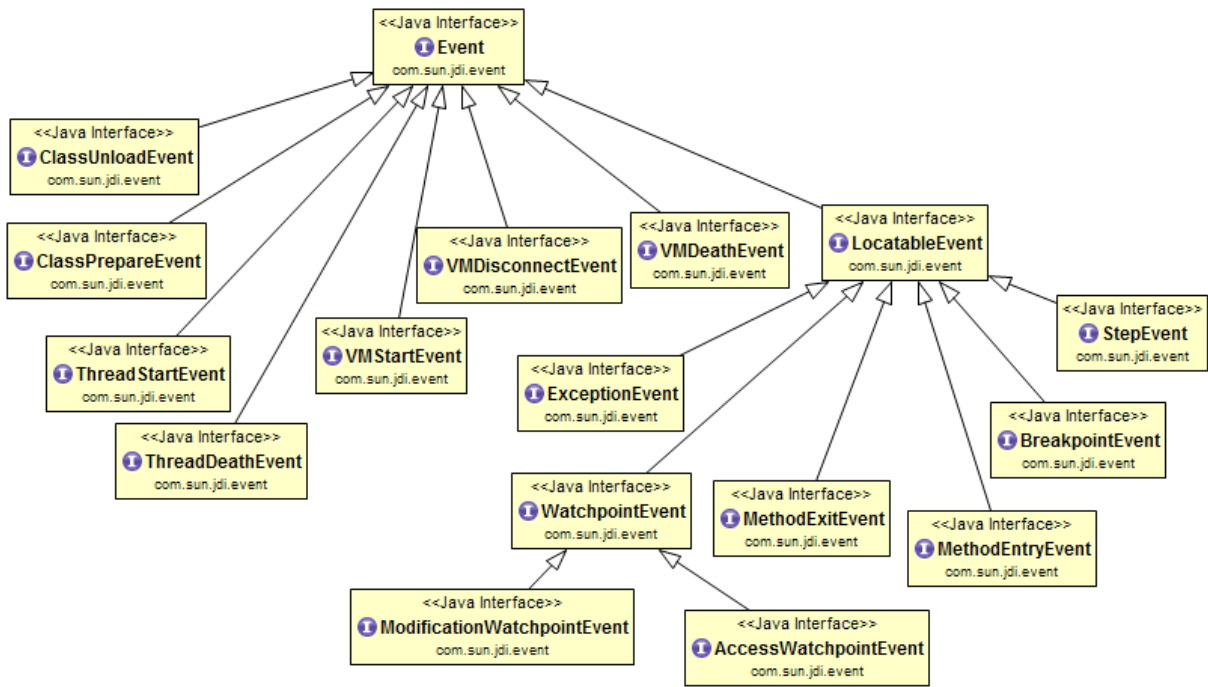 <<Java Interface>>
Event
com.sun.jdi.event
<<Java Interface>>
ClassUnloadEvent
com.sun.jdi.event
<<Java Interface>>
ClassPrepareEvent
com.sun.jdi.event
<<Java Interface>>
VMDisconnectEvent
com.sun.jdi.event
<<Java Interface>>
VMDeathEvent
com.sun.jdi.event
<<Java Interface>>
LocatableEvent
com.sun.jdi.event
<<Java Interface>>
ThreadStartEvent
com.sun.jdi.event
<<Java Interface>>
VMStartEvent
com.sun.jdi.event
<<Java Interface>>
StepEvent
com.sun.jdi.event
<<Java Interface>>
ExceptionEvent
com.sun.jdi.event
<<Java Interface>>
ThreadDeathEvent
com.sun.jdi.event
<<Java Interface>>
BreakpointEvent
com.sun.jdi.event
<<Java Interface>>
WatchpointEvent
com.sun.jdi.event
<<Java Interface>>
MethodExitEvent
com.sun.jdi.event
<<Java Interface>>
MethodEntryEvent
com.sun.jdi.event
<<Java Interface>>
ModificationWatchpointEvent
com.sun.jdi.event
<<Java Interface>>
AccessWatchpointEvent
com.sun.jdi.event